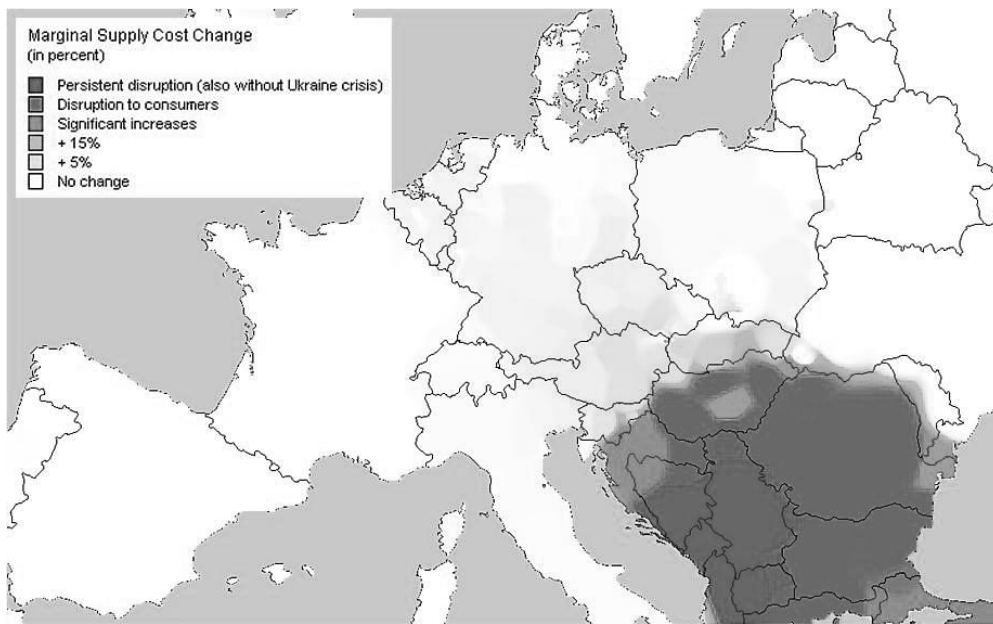 Marginal Supply Cost Change
(in percent)
Persistent disruption (also without Ukraine crisis)
Disruption to consumers
Significant increases
+ 15%
+ 5%
No change